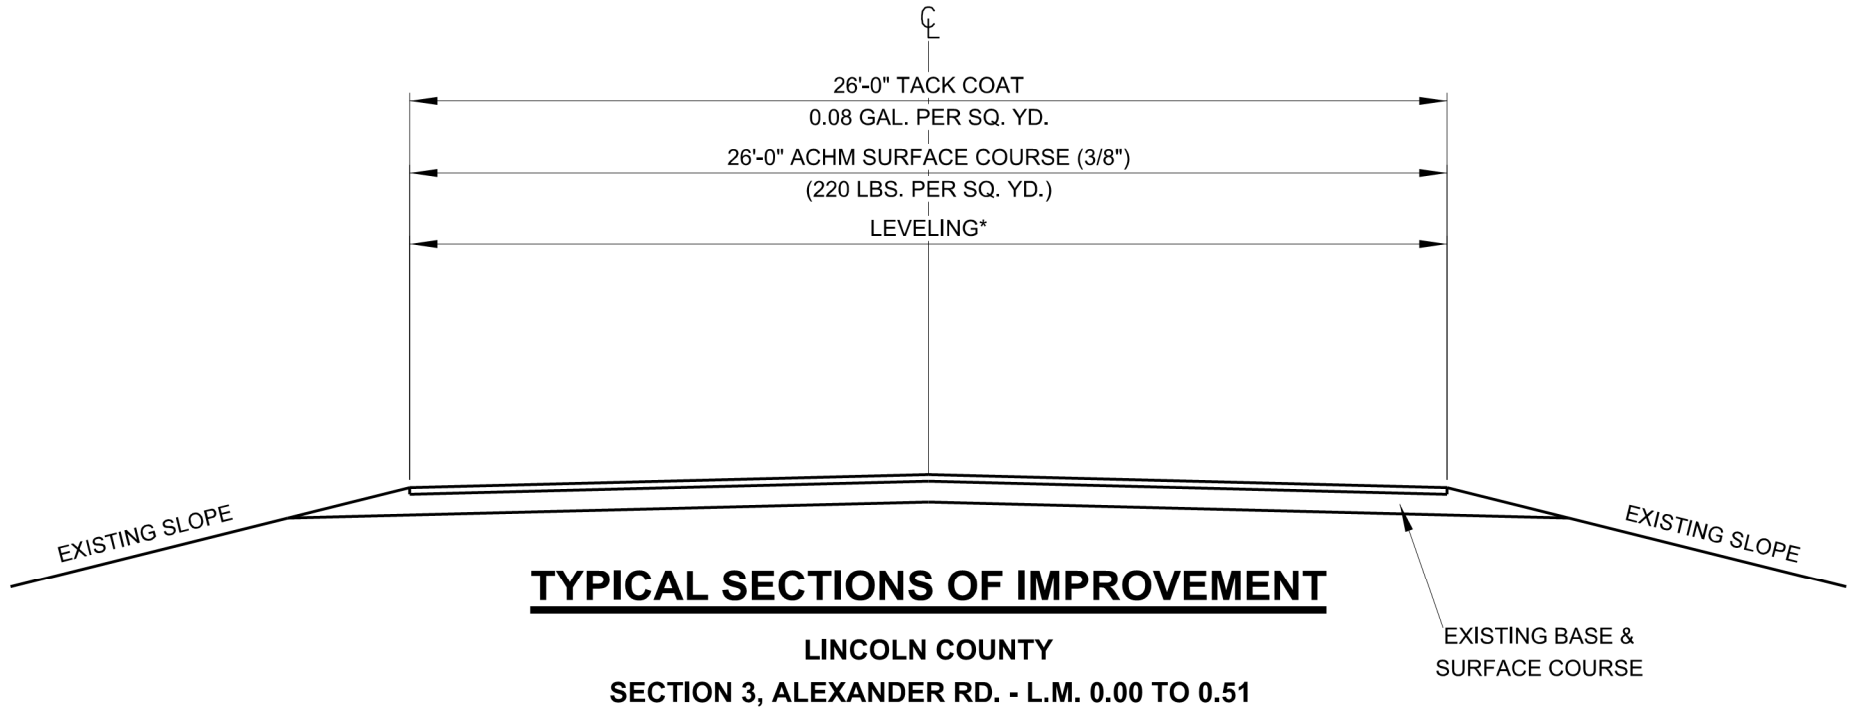 ℄
26'-0" TACK COAT
0.08 GAL. PER SQ. YD.
26'-0" ACHM SURFACE COURSE (3/8")
(220 LBS. PER SQ. YD.)
LEVELING*
EXISTING SLOPE
EXISTING SLOPE
TYPICAL SECTIONS OF IMPROVEMENT
EXISTING BASE &
SURFACE COURSE
LINCOLN COUNTY
SECTION 3, ALEXANDER RD. - L.M. 0.00 TO 0.51